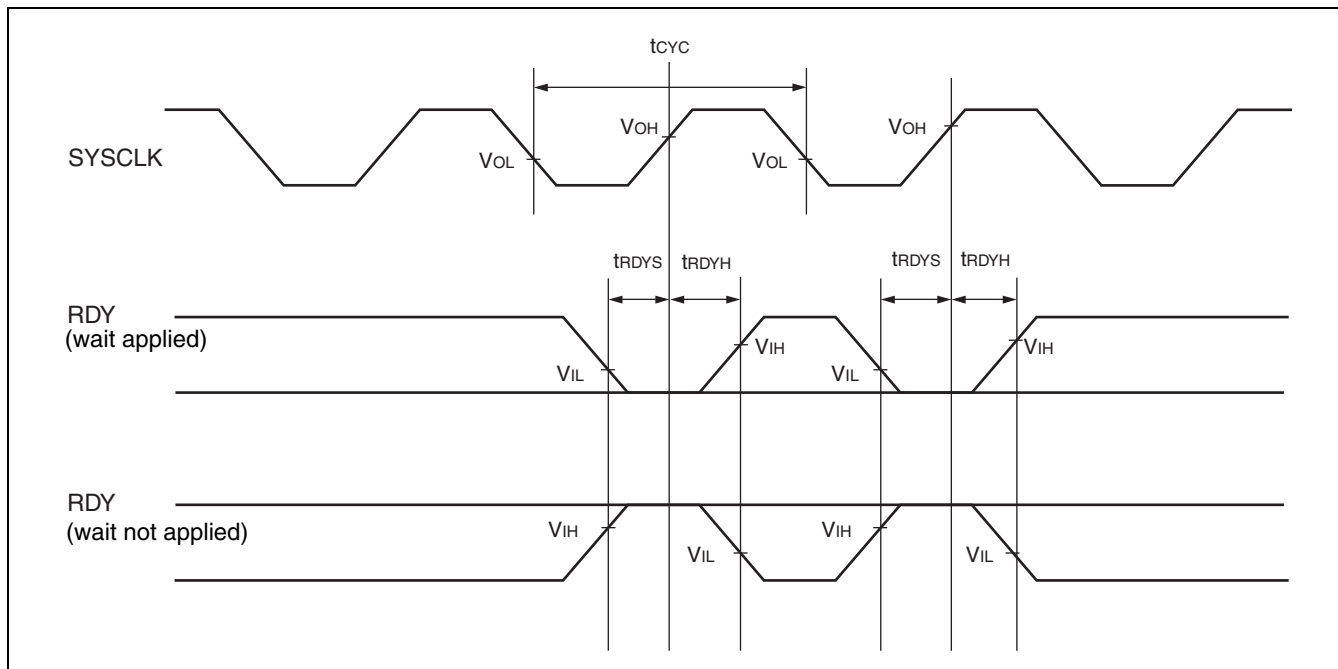 tCYC
VOH VOH
SYSCLK VOL VOL
tRDYS tRDYH tRDYS tRDYH
RDY
(wait applied)
VIH VIH
VIL VIL
RDY
(wait not applied)
VIH VIH
VIL VIL